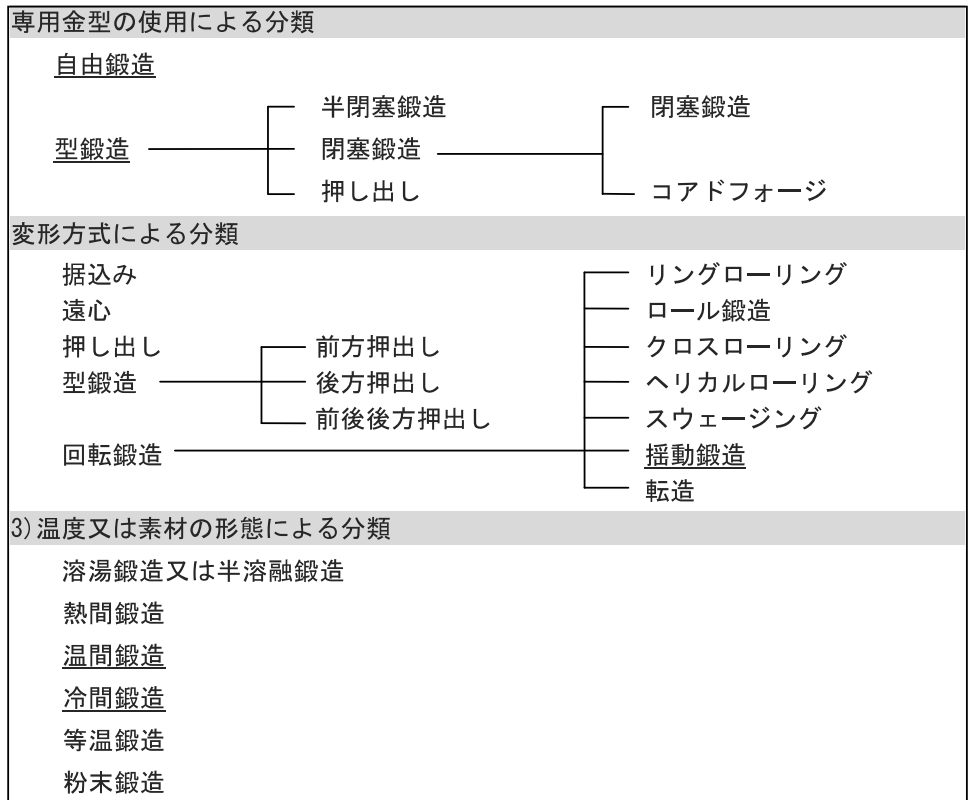 専用金型の使用による分類
自由鍛造
半閉塞鍛造 閉塞鍛造
型鍛造 閉塞鍛造
押し出し コアドフォージ
変形方式による分類
据込み リングローリング
遠心 ロール鍛造
押し出し 前方押出し クロスローリング
型鍛造 後方押出し ヘリカルローリング
前後後方押出し スウェージング
回転鍛造 揺動鍛造
転造
3)温度又は素材の形態による分類
溶湯鍛造又は半溶融鍛造
熱間鍛造
温間鍛造
冷間鍛造
等温鍛造
粉末鍛造